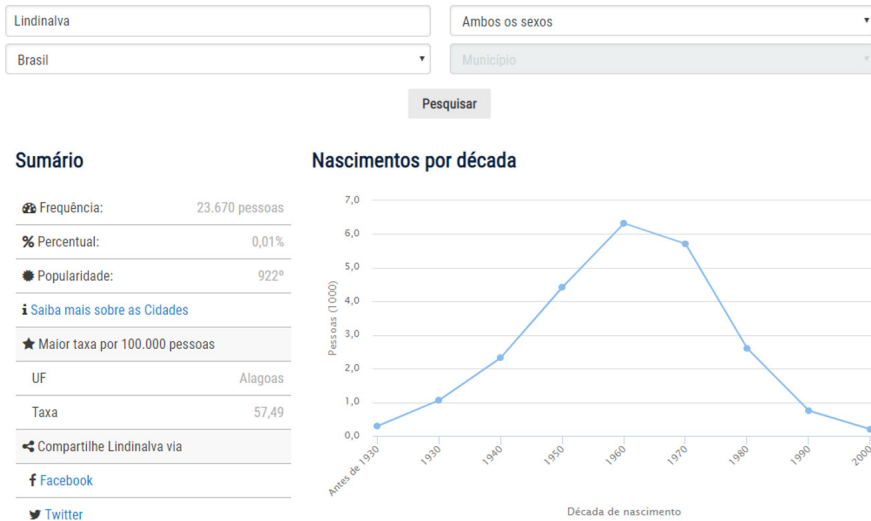 Lindinalva
Ambos os sexos
Brasil
Município
Pesquisar
Sumário
Frequência: 23.670 pessoas
Percentual: 0,01%
Popularidade: 922º
Saiba mais sobre as Cidades
Maior taxa por 100.000 pessoas
UF Alagoas
Taxa 57,49
Compartilhe Lindinalva via
Facebook
Twitter
Nascimentos por década
Pessoas (1000)
7,0
6,0
5,0
4,0
3,0
2,0
1,0
0,0
Antes de 1930
1930
1940
1950
1960
1970
1980
1990
2000
Década de nascimento